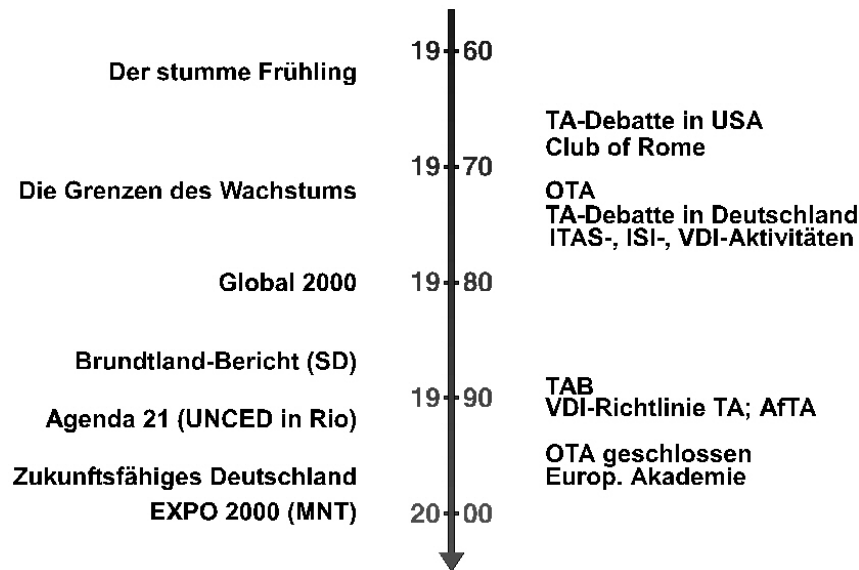 19 60
Der stumme Frühling
TA-Debatte in USA
Club of Rome
19 70
Die Grenzen des Wachstums
OTA
TA-Debatte in Deutschland
ITAS-, ISI-, VDI-Aktivitäten
Global 2000
19 80
Brundtland-Bericht (SD)
TAB
19 90
VDI-Richtlinie TA; AfTA
Agenda 21 (UNCED in Rio)
OTA geschlossen
Zukunftsfähiges Deutschland
Europ. Akademie
EXPO 2000 (MNT)
20 00